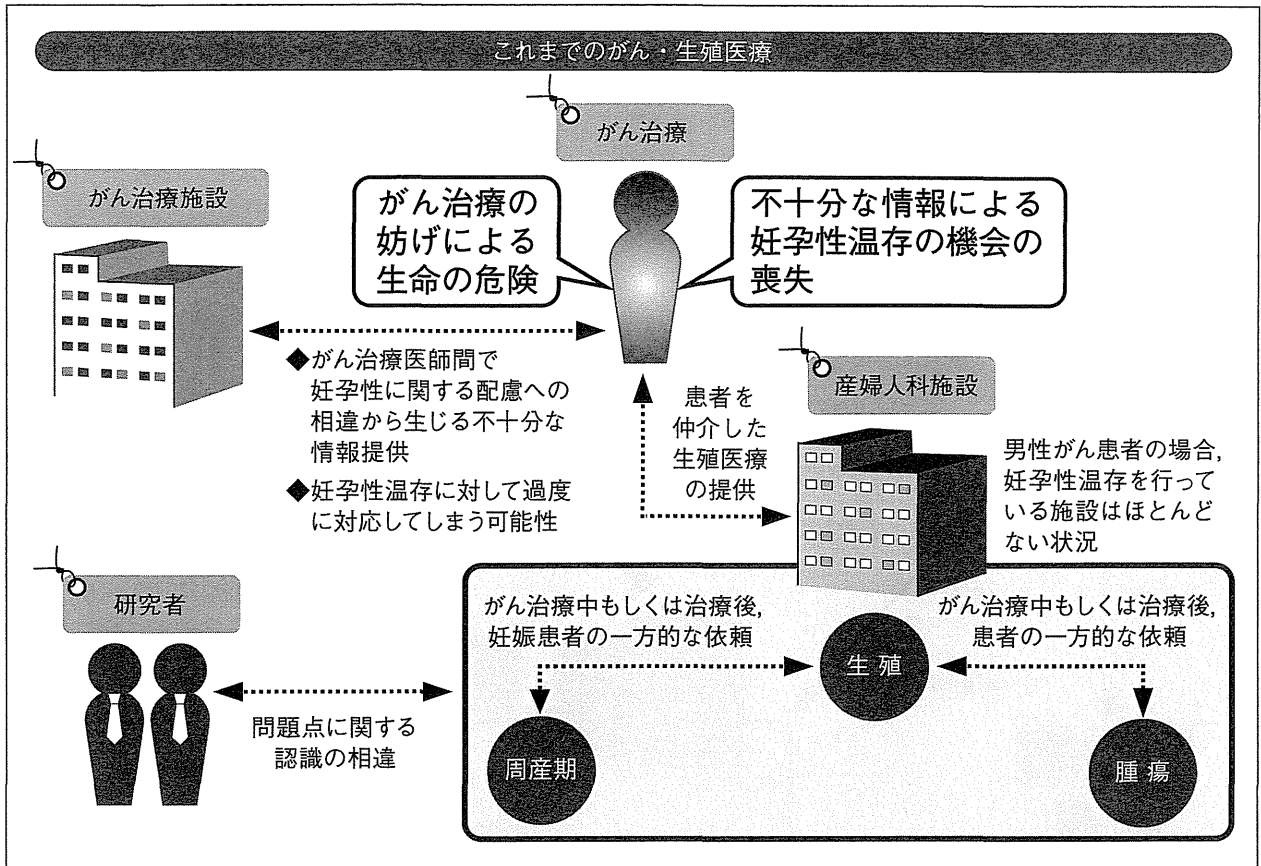 これまでのがん・生殖医療
がん治療
がん治療施設
がん治療の
妨げによる
生命の危険
不十分な情報による
妊孕性温存の機会の
喪失
◆がん治療医師間で
妊孕性に関する配慮への
相違から生じる不十分な
情報提供
◆妊孕性温存に対して過度
に対応してしまう可能性
患者を
仲介した
生殖医療
の提供
産婦人科施設
男性がん患者の場合,
妊孕性温存を行って
いる施設はほとんど
ない状況
研究者
問題点に関する
認識の相違
がん治療中もしくは治療後,
妊娠患者の一方的な依頼
がん治療中もしくは治療後,
患者の一方的な依頼
生殖
周産期
腫瘍